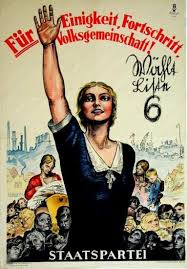 Für Einigkeit, Fortschritt
Volksgemeinschaft!
Wählt
Liste
6
STAATSPARTEI